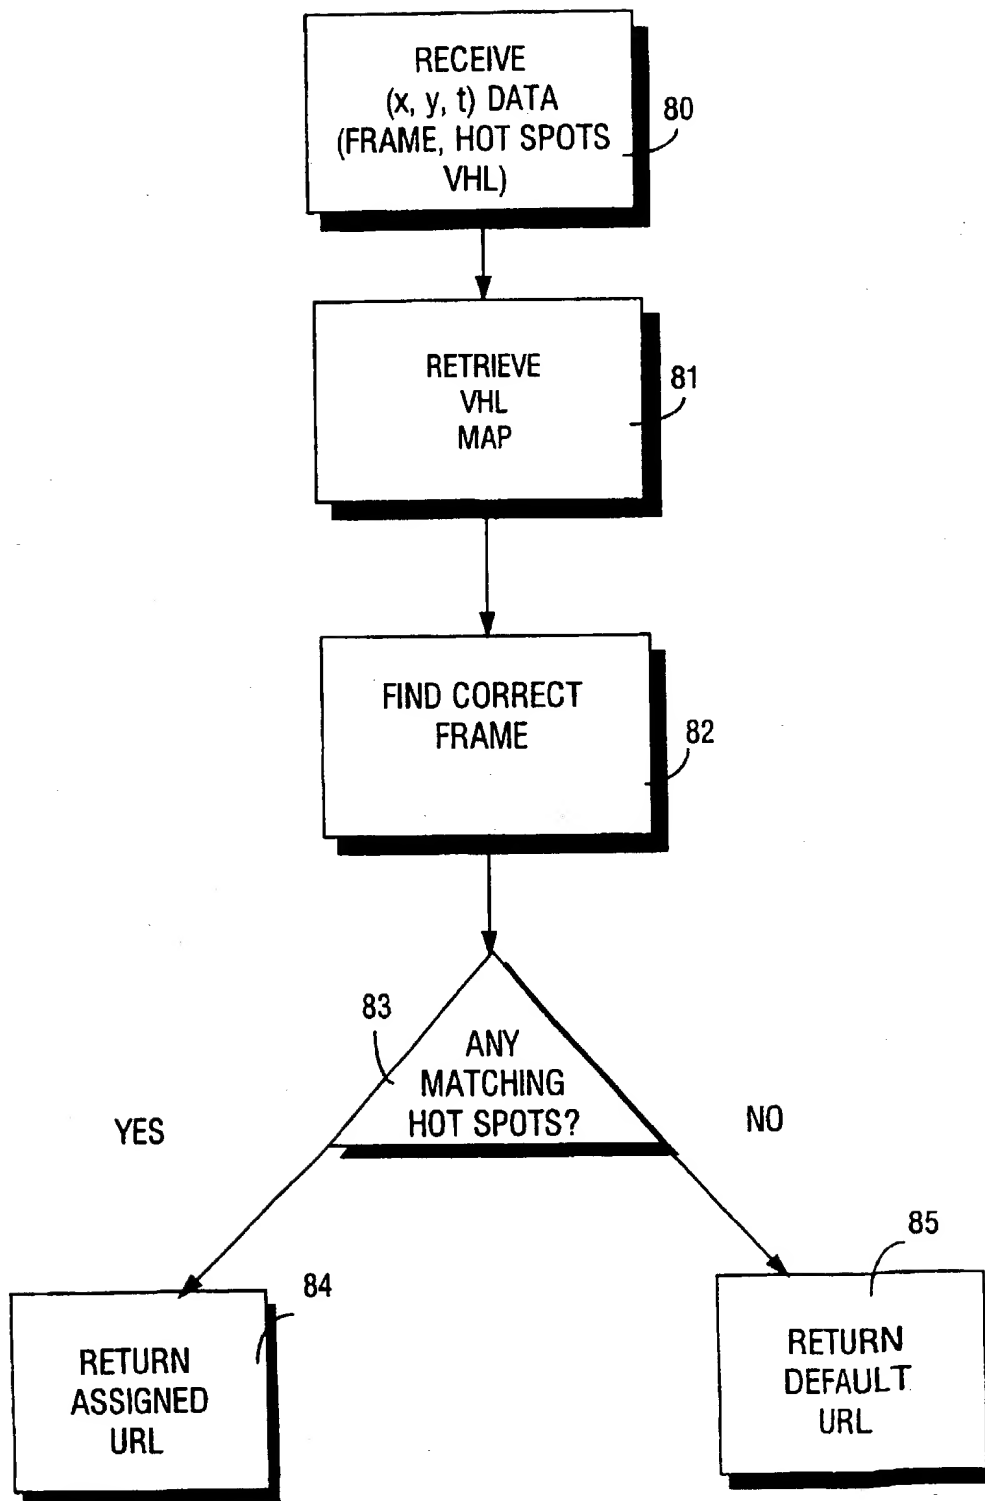 RECEIVE
(x, y, t) DATA
(FRAME, HOT SPOTS
VHL)
80
RETRIEVE
VHL
MAP
81
FIND CORRECT
FRAME
82
83
ANY
MATCHING
HOT SPOTS?
YES
NO
84
RETURN
ASSIGNED
URL
85
RETURN
DEFAULT
URL